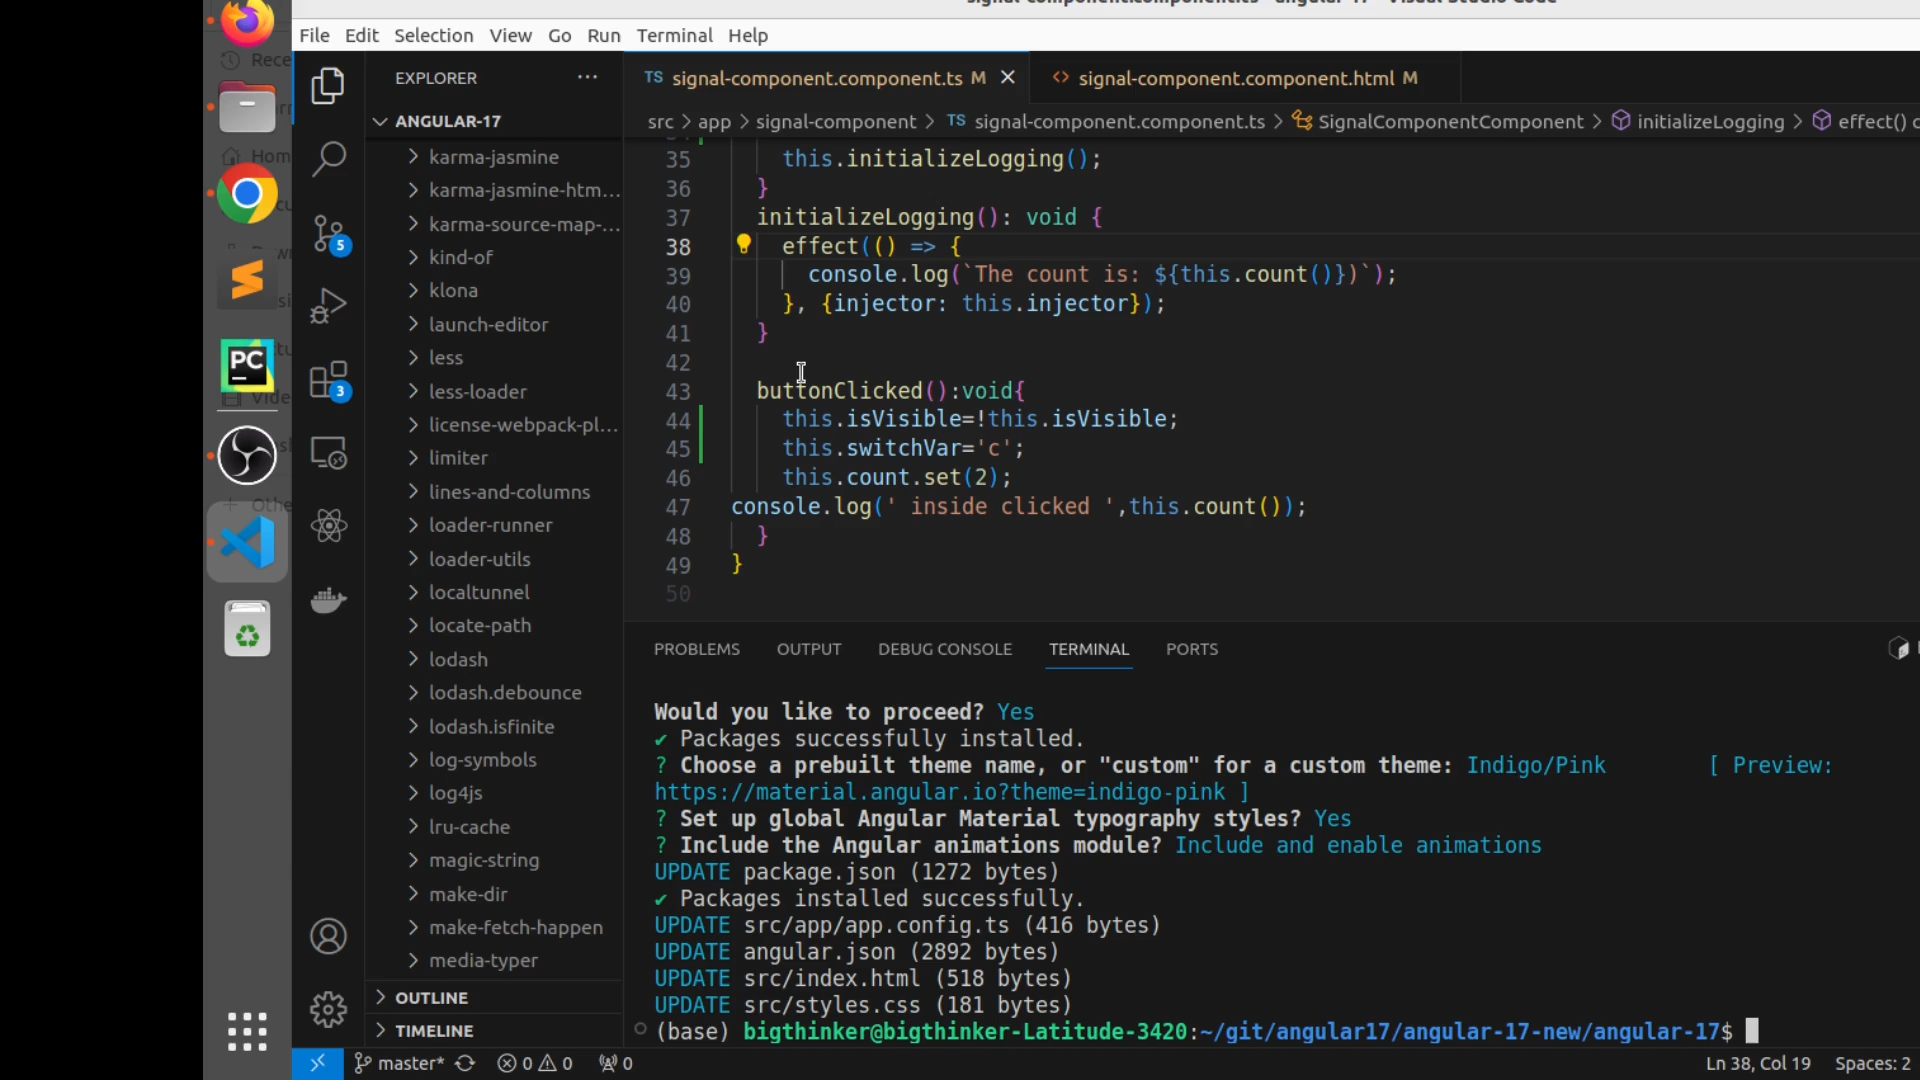 File Edit Selection View Go Run Terminal Help
EXPLORER ···
ANGULAR-17
karma-jasmine
karma-jasmine-htm...
karma-source-map-...
kind-of
klona
launch-editor
less
less-loader
license-webpack-pl...
limiter
lines-and-columns
loader-runner
loader-utils
localtunnel
locate-path
lodash
lodash.debounce
lodash.isfinite
log-symbols
log4js
lru-cache
magic-string
make-dir
make-fetch-happen
media-typer
OUTLINE
TIMELINE
5
3
PC
TS signal-component.component.ts M
<> signal-component.component.html M
src > app > signal-component > TS signal-component.component.ts > SignalComponentComponent > initializeLogging > effect()
35 this.initializeLogging();
36 }
37 initializeLogging(): void {
38 effect(() => {
39 console.log(`The count is: ${this.count()})`);
40 }, {injector: this.injector});
41 }
42
43 buttonClicked():void{
44 this.isVisible=!this.isVisible;
45 this.switchVar='c';
46 this.count.set(2);
47 console.log(' inside clicked ',this.count());
48 }
49 }
50
PROBLEMS OUTPUT DEBUG CONSOLE TERMINAL PORTS
Would you like to proceed? Yes
✔ Packages successfully installed.
? Choose a prebuilt theme name, or "custom" for a custom theme: Indigo/Pink [ Preview:
https://material.angular.io?theme=indigo-pink ]
? Set up global Angular Material typography styles? Yes
? Include the Angular animations module? Include and enable animations
UPDATE package.json (1272 bytes)
✔ Packages installed successfully.
UPDATE src/app/app.config.ts (416 bytes)
UPDATE angular.json (2892 bytes)
UPDATE src/index.html (518 bytes)
UPDATE src/styles.css (181 bytes)
(base) bigthinker@bigthinker-Latitude-3420:~/git/angular17/angular-17-new/angular-17$
master* 0 0 0
Ln 38, Col 19 Spaces: 2